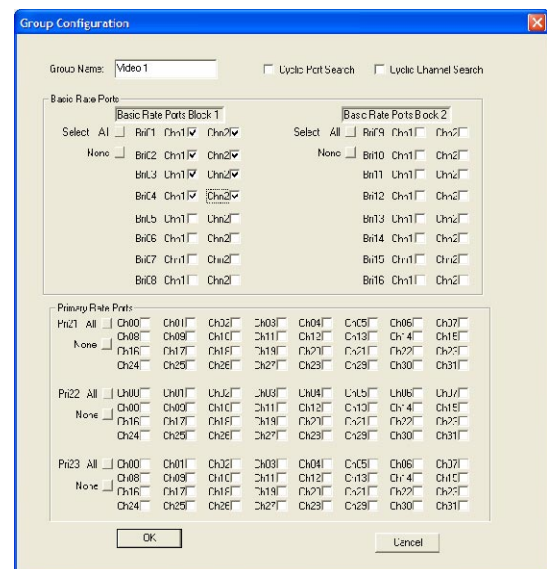 Group Configuration
Group Name: Video 1 Cyclic Port Search Cyclic Channel Search
Basic Rate Ports
Basic Rate Ports Block 1 Basic Rate Ports Block 2
Select All Bri01 Chn1 Chn2 Select All Bri09 Chn1 Chn2
None Bri02 Chn1 Chn2 None Bri10 Chn1 Chn2
Bri03 Chn1 Chn2 Bri11 Chn1 Chn2
Bri04 Chn1 Chn2 Bri12 Chn1 Chn2
Bri05 Chn1 Chn2 Bri13 Chn1 Chn2
Bri06 Chn1 Chn2 Bri14 Chn1 Chn2
Bri07 Chn1 Chn2 Bri15 Chn1 Chn2
Bri08 Chn1 Chn2 Bri16 Chn1 Chn2
Primary Rate Ports
Pri21 All Ch00 Ch01 Ch02 Ch03 Ch04 Ch05 Ch06 Ch07
None Ch08 Ch09 Ch10 Ch11 Ch12 Ch13 Ch14 Ch15
Ch16 Ch17 Ch18 Ch19 Ch20 Ch21 Ch22 Ch23
Ch24 Ch25 Ch26 Ch27 Ch28 Ch29 Ch30 Ch31
Pri22 All Ch00 Ch01 Ch02 Ch03 Ch04 Ch05 Ch06 Ch07
None Ch08 Ch09 Ch10 Ch11 Ch12 Ch13 Ch14 Ch15
Ch16 Ch17 Ch18 Ch19 Ch20 Ch21 Ch22 Ch23
Ch24 Ch25 Ch26 Ch27 Ch28 Ch29 Ch30 Ch31
Pri23 All Ch00 Ch01 Ch02 Ch03 Ch04 Ch05 Ch06 Ch07
None Ch08 Ch09 Ch10 Ch11 Ch12 Ch13 Ch14 Ch15
Ch16 Ch17 Ch18 Ch19 Ch20 Ch21 Ch22 Ch23
Ch24 Ch25 Ch26 Ch27 Ch28 Ch29 Ch30 Ch31
OK Cancel